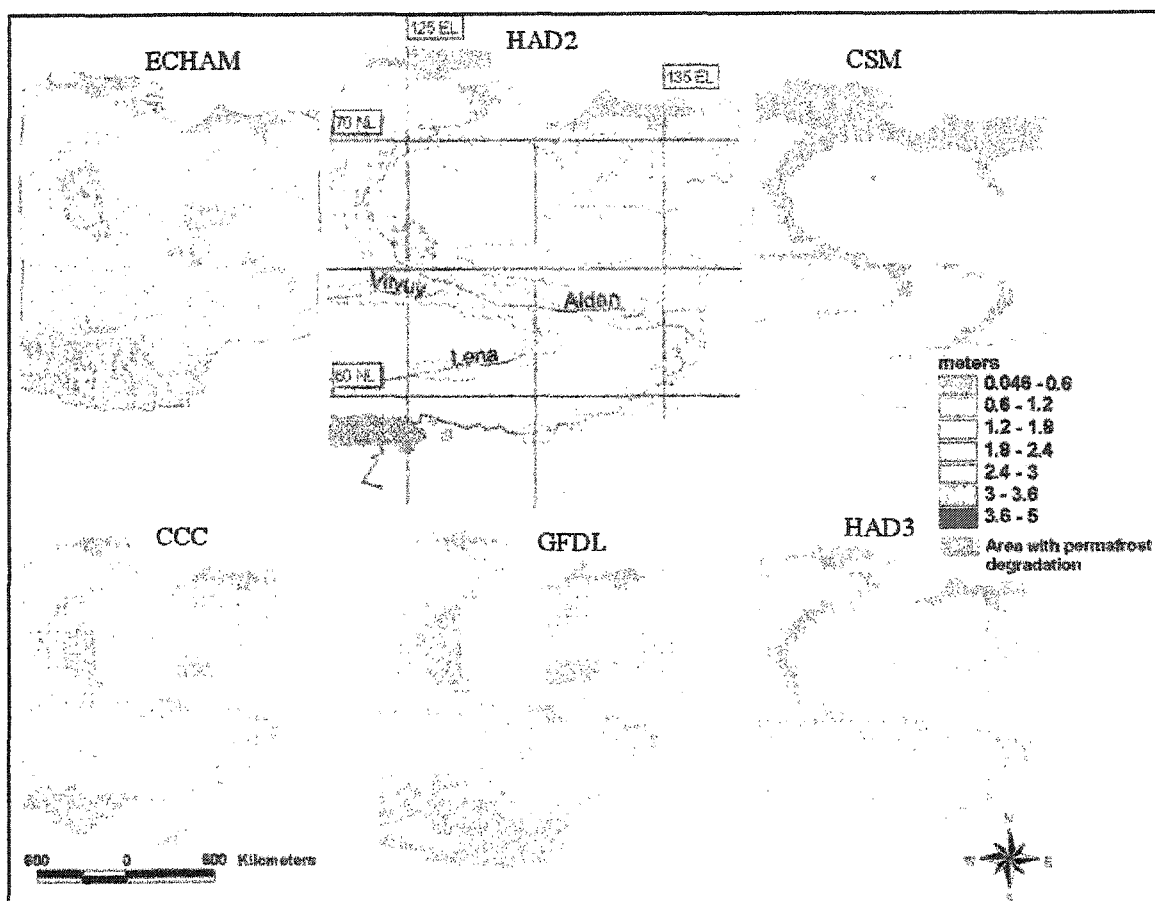 125 EL
HAD2
ECHAM
CSM
135 EL
70 NL
Vilyuy
Aldan
Lena
60 NL
meters
0.046 - 0.6
0.6 - 1.2
1.2 - 1.8
1.8 - 2.4
2.4 - 3
3 - 3.6
3.6 - 5
Area with permafrost
degradation
CCC
GFDL
HAD3
600 0 600 Kilometers
N
W E
S